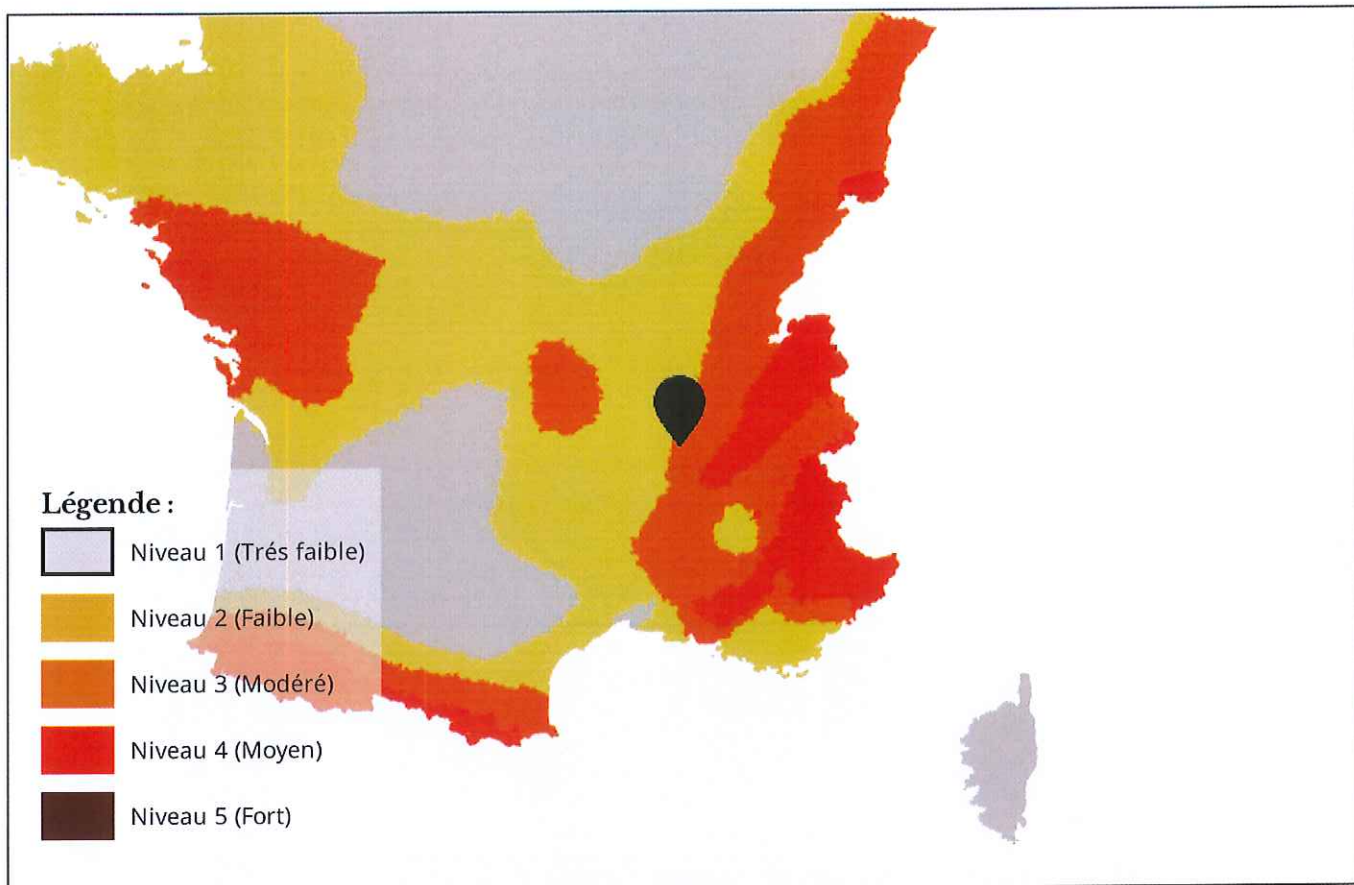 Légende :
Niveau 1 (Trés faible)
Niveau 2 (Faible)
Niveau 3 (Modéré)
Niveau 4 (Moyen)
Niveau 5 (Fort)